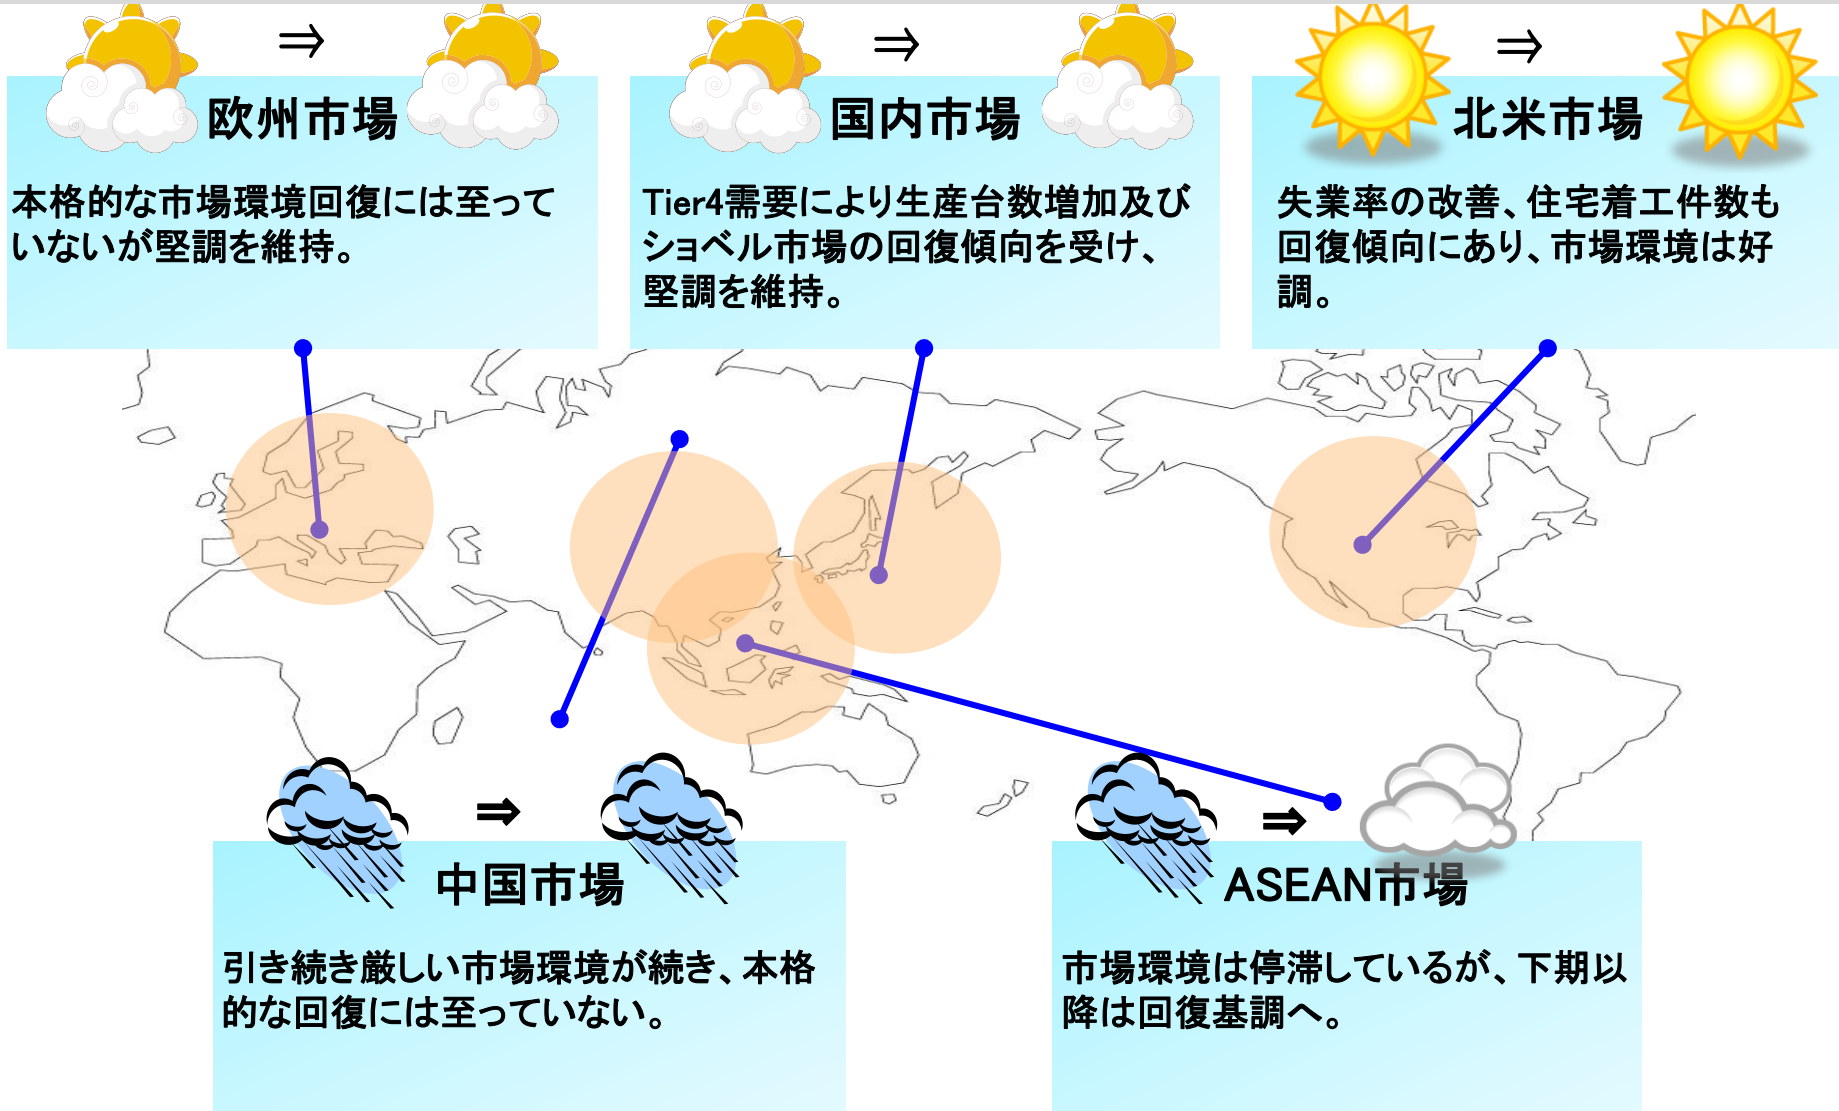 ⇒
欧州市場
本格的な市場環境回復には至って
いないが堅調を維持。
⇒
国内市場
Tier4需要により生産台数増加及び
ショベル市場の回復傾向を受け、
堅調を維持。
⇒
北米市場
失業率の改善、住宅着工件数も
回復傾向にあり、市場環境は好
調。
⇒
中国市場
引き続き厳しい市場環境が続き、本格
的な回復には至っていない。
⇒
ASEAN市場
市場環境は停滞しているが、下期以
降は回復基調へ。